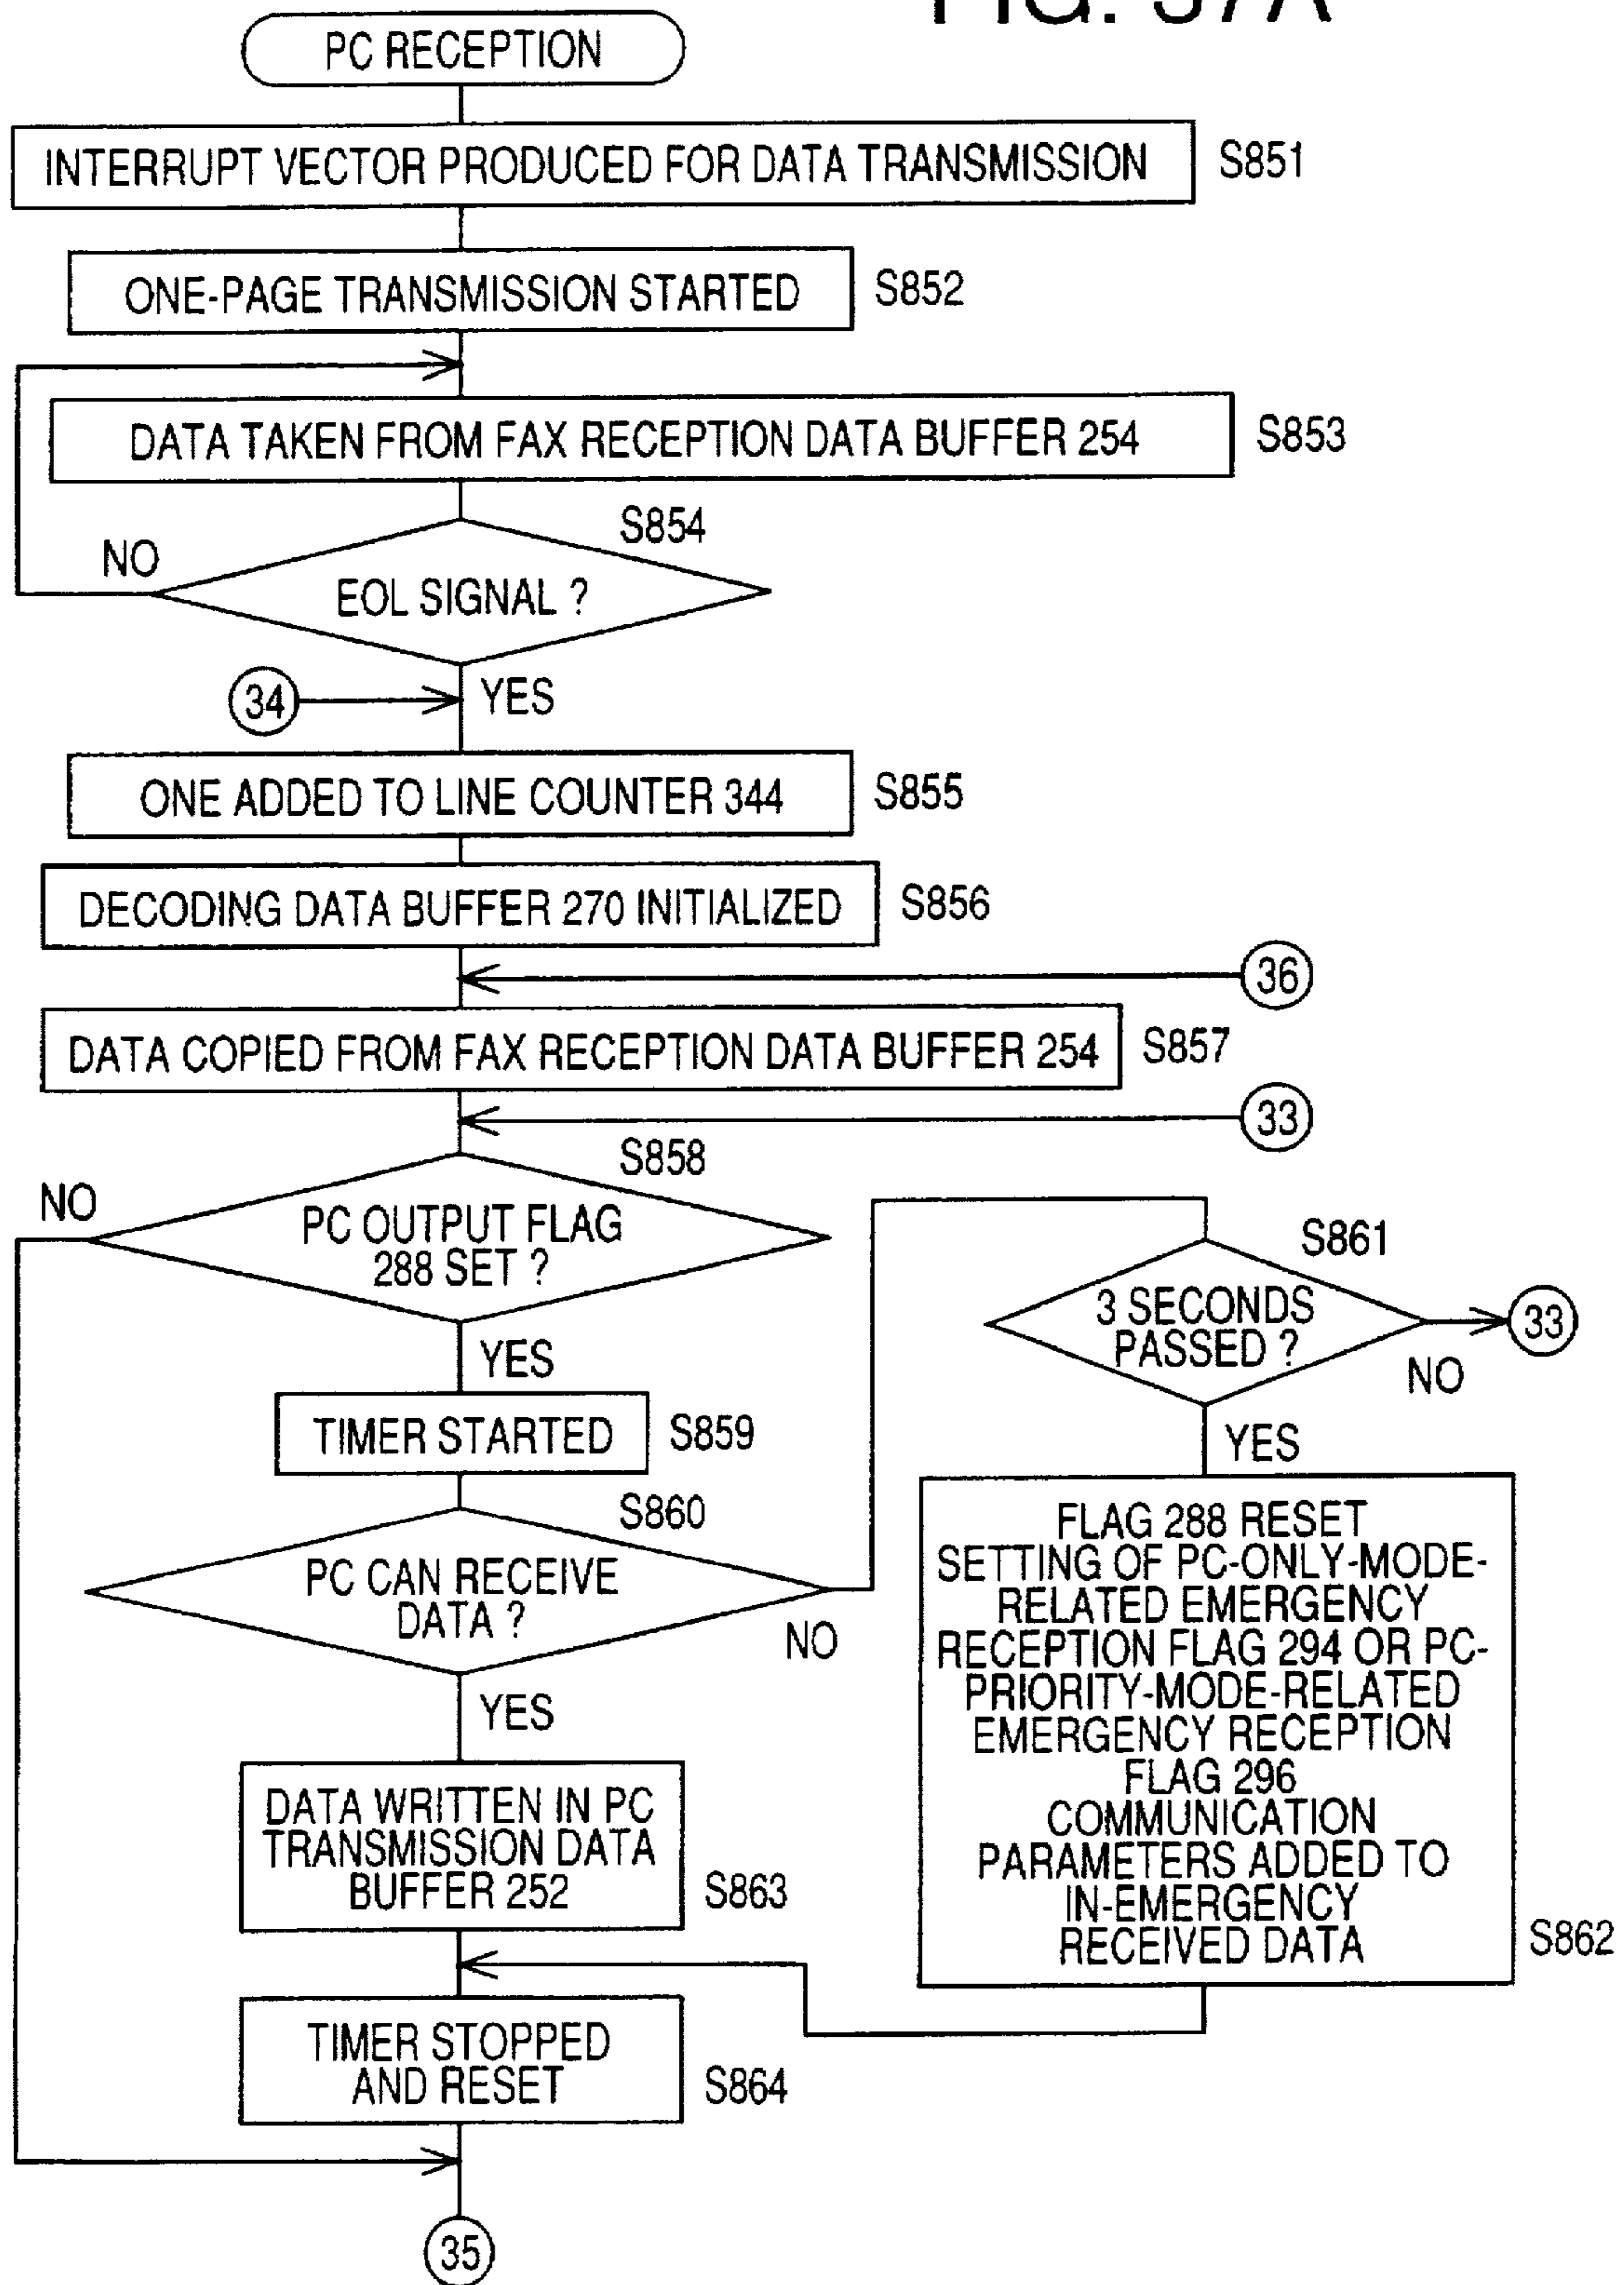 FIG. 37A
PC RECEPTION
INTERRUPT VECTOR PRODUCED FOR DATA TRANSMISSION
S851
ONE-PAGE TRANSMISSION STARTED
S852
DATA TAKEN FROM FAX RECEPTION DATA BUFFER 254
S853
S854
NO
EOL SIGNAL ?
34
YES
ONE ADDED TO LINE COUNTER 344
S855
DECODING DATA BUFFER 270 INITIALIZED
S856
36
DATA COPIED FROM FAX RECEPTION DATA BUFFER 254
S857
33
S858
NO
PC OUTPUT FLAG
288 SET ?
YES
TIMER STARTED
S859
S860
PC CAN RECEIVE
DATA ?
NO
YES
S861
3 SECONDS
PASSED ?
33
NO
YES
FLAG 288 RESET
SETTING OF PC-ONLY-MODE-
RELATED EMERGENCY
RECEPTION FLAG 294 OR PC-
PRIORITY-MODE-RELATED
EMERGENCY RECEPTION
FLAG 296
COMMUNICATION
PARAMETERS ADDED TO
IN-EMERGENCY
RECEIVED DATA
S862
DATA WRITTEN IN PC
TRANSMISSION DATA
BUFFER 252
S863
TIMER STOPPED
AND RESET
S864
35